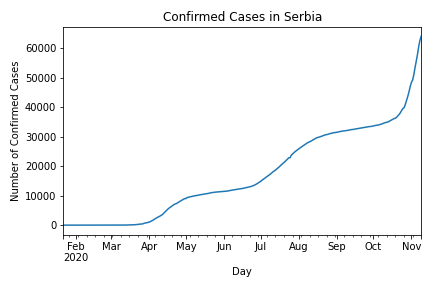 Confirmed Cases in Serbia
Number of Confirmed Cases
60000
50000
40000
30000
20000
10000
0
Feb Mar Apr May Jun Jul Aug Sep Oct Nov
2020
Day